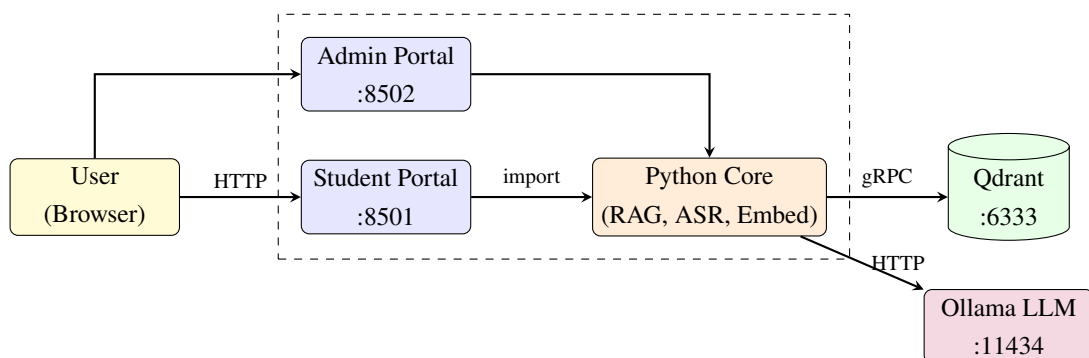 Admin Portal
:8502
User
(Browser)
HTTP
Student Portal
:8501
import
Python Core
(RAG, ASR, Embed)
gRPC
Qdrant
:6333
HTTP
Ollama LLM
:11434